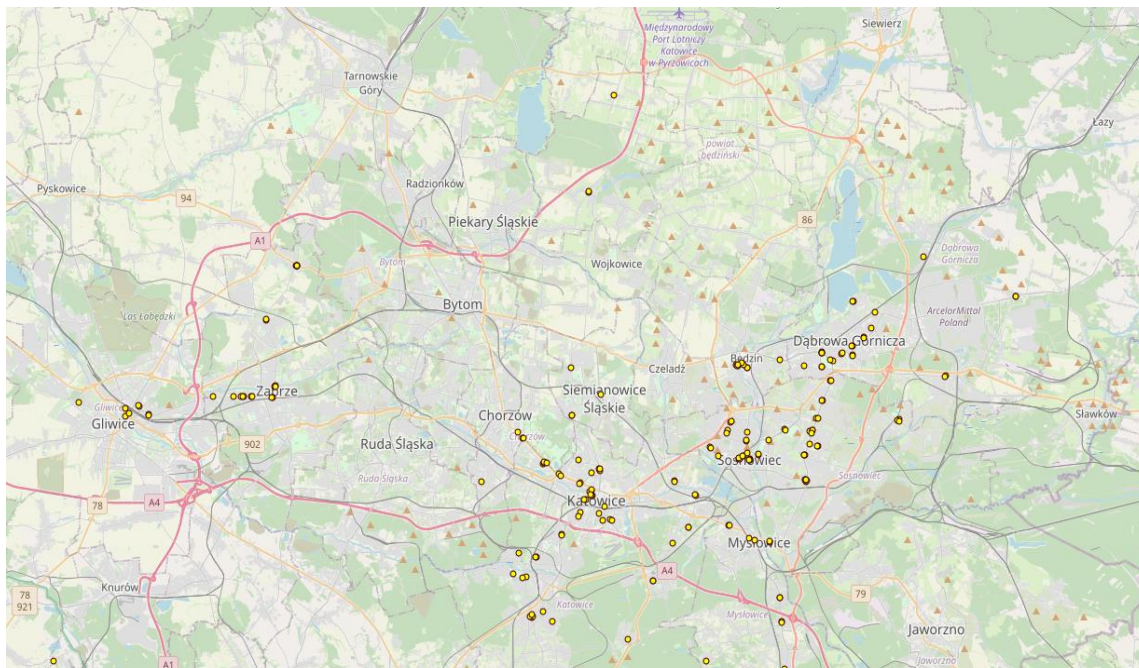 Międzynarodowy
Port Lotniczy
Katowice
w Pyrzowicach
Siewierz
Tarnowskie
Góry
Łazy
powiat
będziński
Radzionków
Pyskowice
94
Piekary Śląskie
86
A1
Dąbrowa
Górnicza
Bytom
Wojkowice
Bytom
ArcelorMittal
Poland
Las Łabędzki
Dąbrowa Górnicza
Będzin
Czeladź
Siemianowice
Śląskie
Zabrze
Gliwice
Gliwice
Sławków
Chorzów
Chorzów
902
Ruda Śląska
Sosnowiec
Ruda Śląska
Sosnowiec
A4
Katowice
78
Mysłowice
A4
Knurów
78
921
79
Katowice
Mysłowice
Jaworzno
Jaworzno
A1